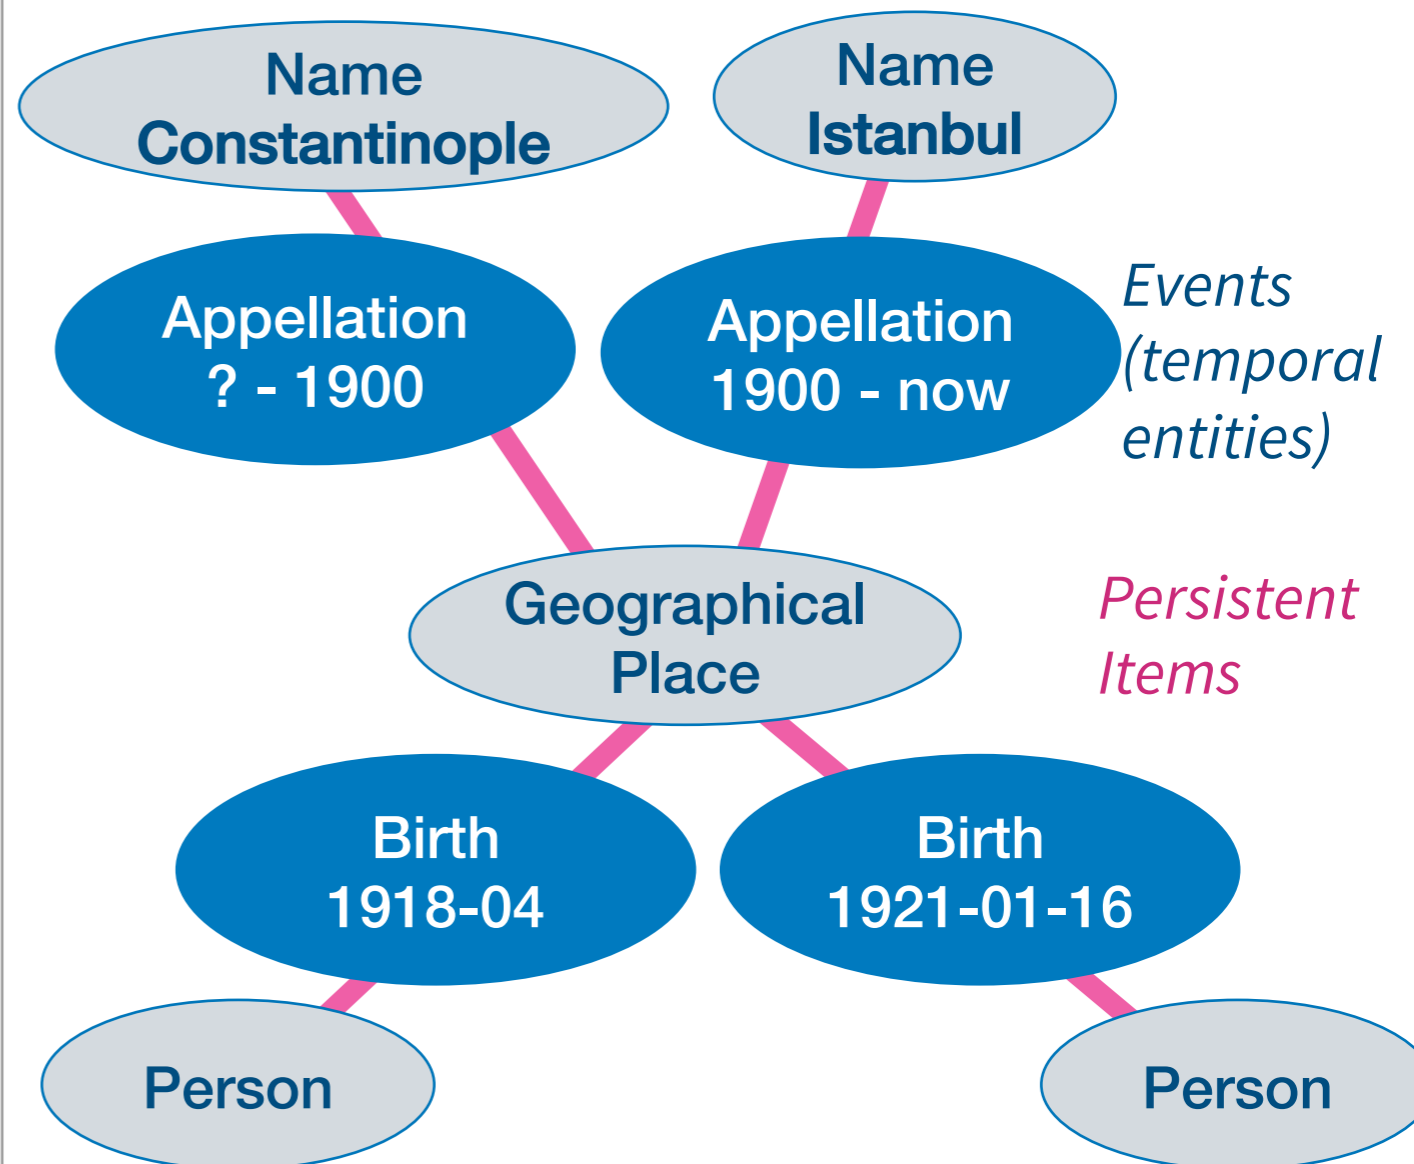 Name
Constantinople
Name
Istanbul
Appellation
? - 1900
Appellation
1900 - now
Events
(temporal
entities)
Geographical
Place
Persistent
Items
Birth
1918-04
Birth
1921-01-16
Person
Person